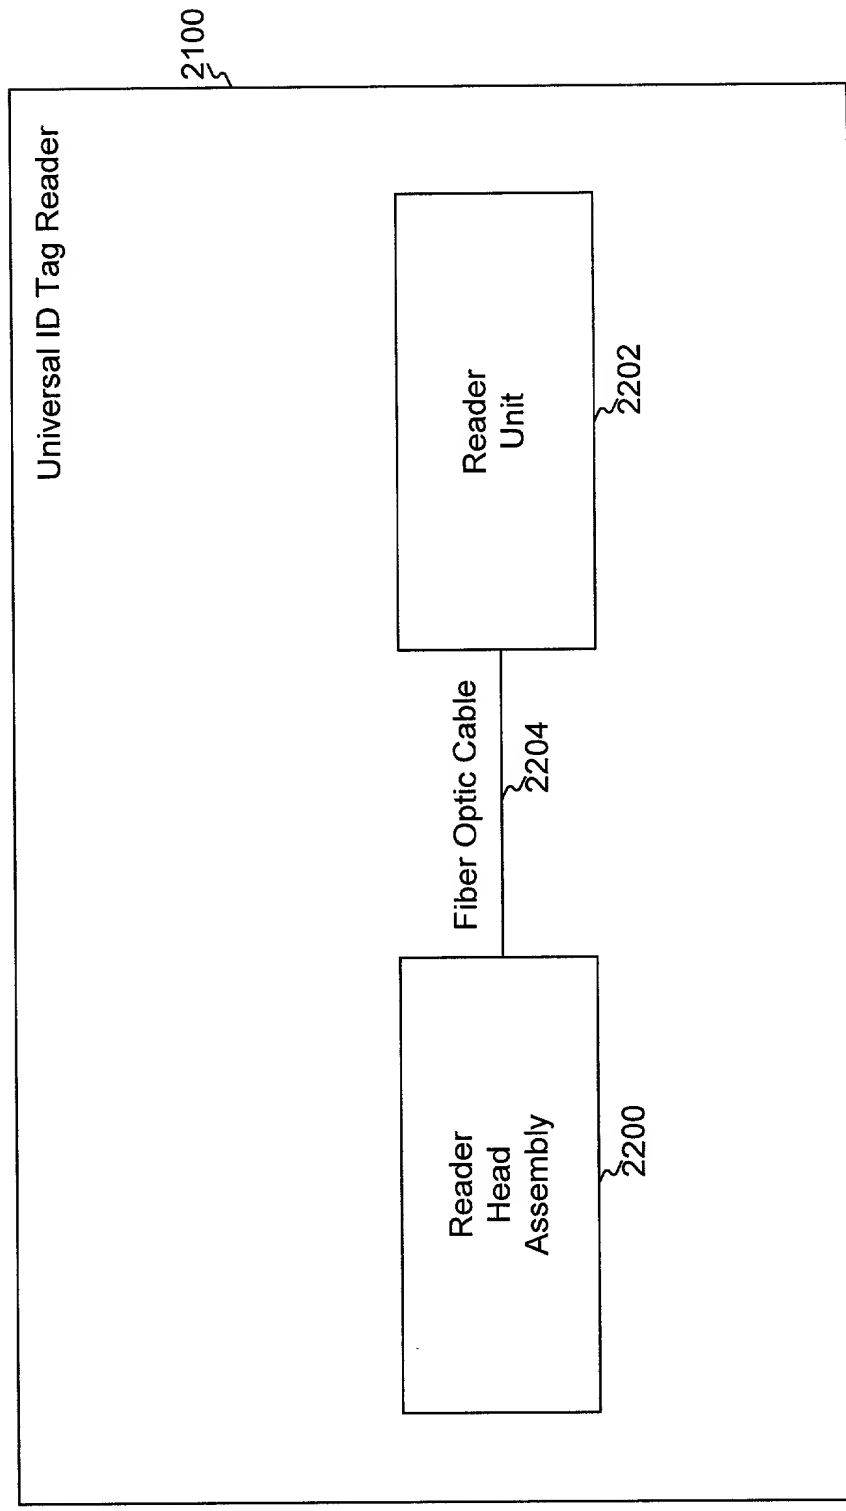 2100
Universal ID Tag Reader
Reader
Head
Assembly
2200
Fiber Optic Cable
2204
Reader
Unit
2202